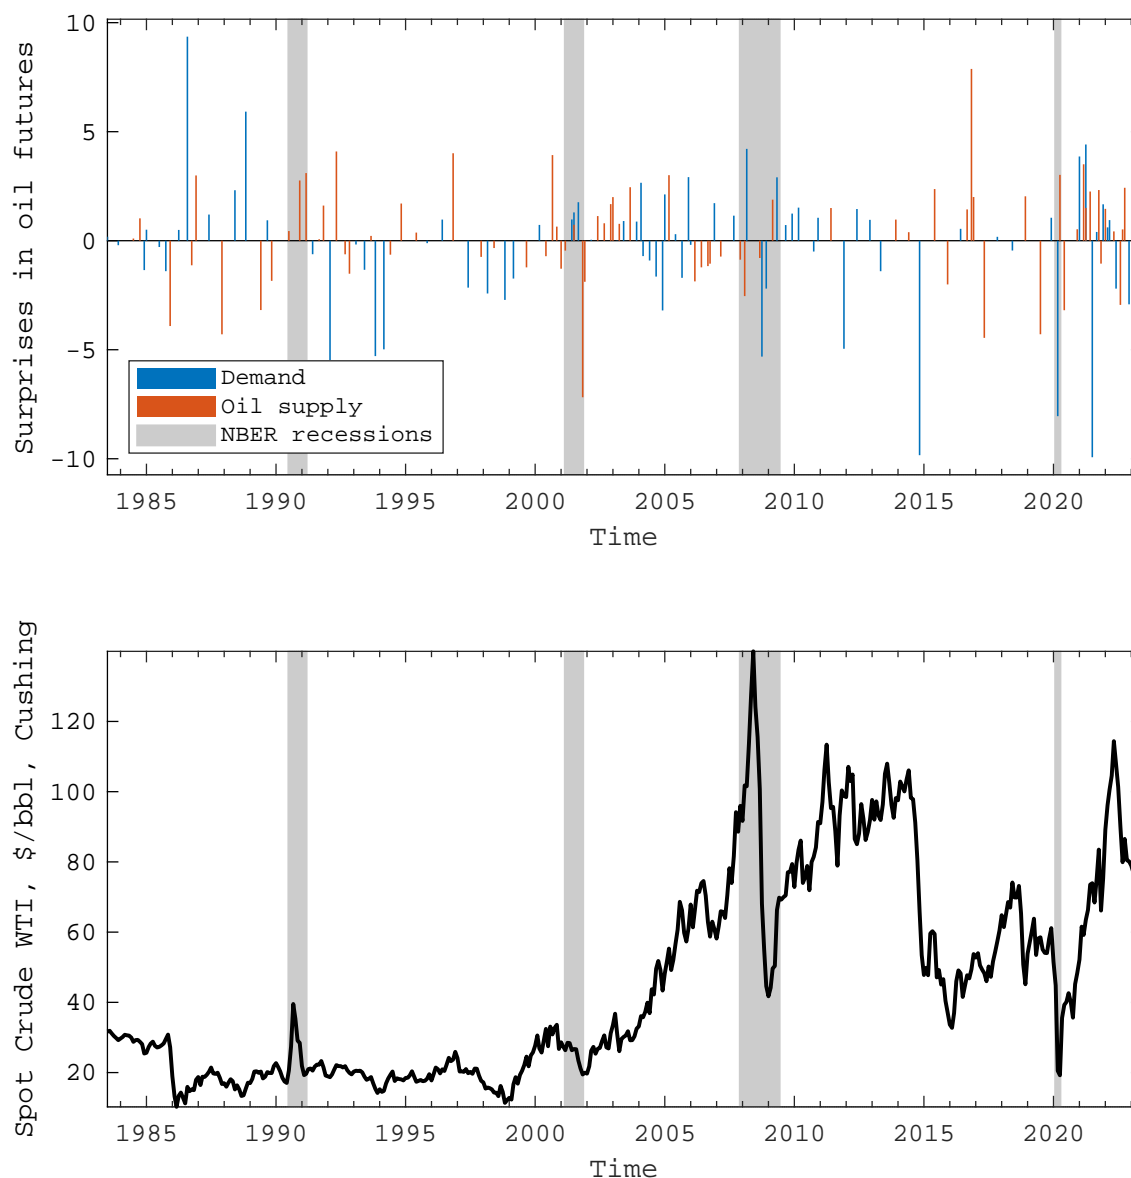 Surprises in oil futures
10
5
0
-5
-10
Demand
Oil supply
NBER recessions
1985 1990 1995 2000 2005 2010 2015 2020
Time
Spot Crude WTI, $/bbl, Cushing
120
100
80
60
40
20
1985 1990 1995 2000 2005 2010 2015 2020
Time